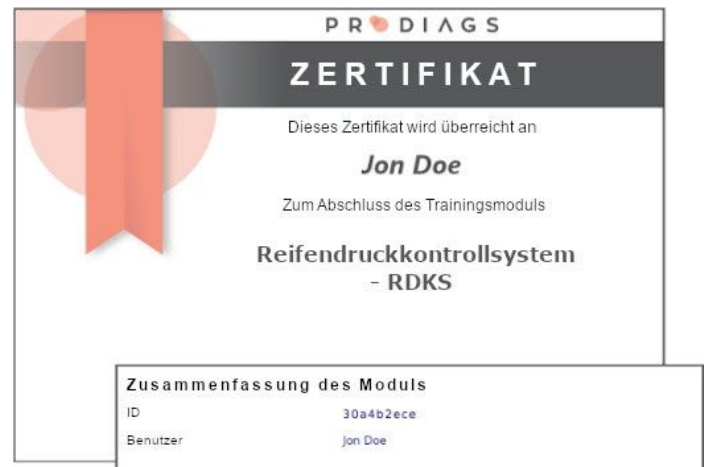 PRODIAGS
ZERTIFIKAT
Dieses Zertifikat wird überreicht an
Jon Doe
Zum Abschluss des Trainingsmoduls
Reifendruckkontrollsystem
- RDKS
Zusammenfassung des Moduls
ID 30a4b2ece
Benutzer Jon Doe